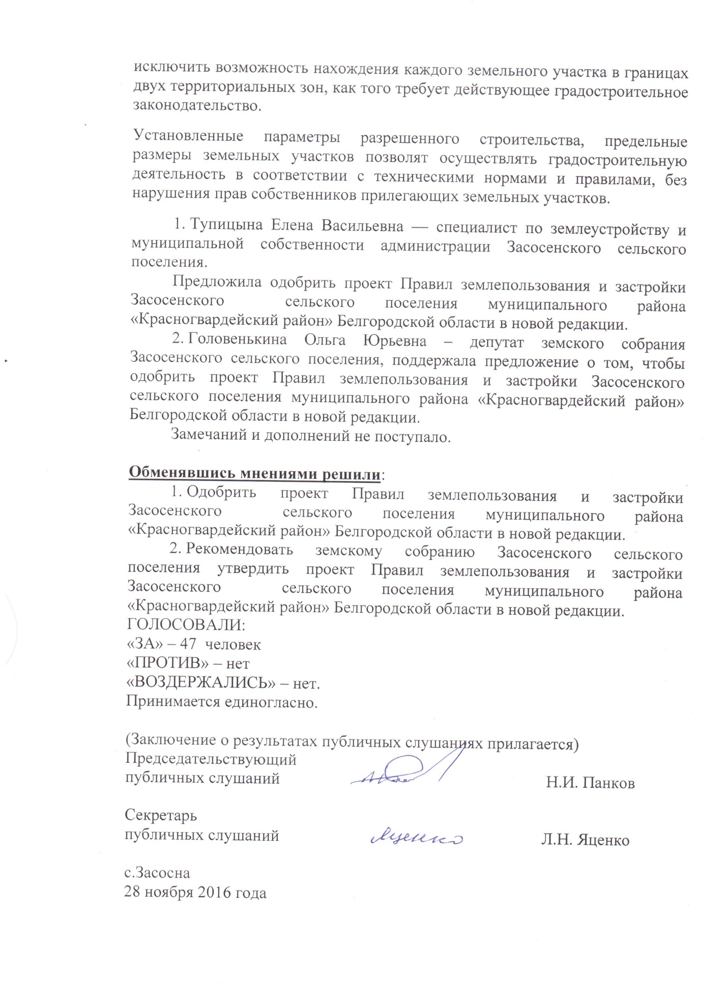 исключить возможность нахождения каждого земельного участка в границах
двух территориальных зон, как того требует действующее градостроительное
законодательство.
Установленные параметры разрешенного строительства, предельные
размеры земельных участков позволят осуществлять градостроительную
деятельность в соответствии с техническими нормами и правилами, без
нарушения прав собственников прилегающих земельных участков.
1. Тупицына Елена Васильевна — специалист по землеустройству и
муниципальной собственности администрации Засосенского сельского
поселения.
Предложила одобрить проект Правил землепользования и застройки
Засосенского сельского поселения муниципального района
«Красногвардейский район» Белгородской области в новой редакции.
2. Головенькина Ольга Юрьевна – депутат земского собрания
Засосенского сельского поселения, поддержала предложение о том, чтобы
одобрить проект Правил землепользования и застройки Засосенского
сельского поселения муниципального района «Красногвардейский район»
Белгородской области в новой редакции.
Замечаний и дополнений не поступало.
Обменявшись мнениями решили:
1. Одобрить проект Правил землепользования и застройки
Засосенского сельского поселения муниципального района
«Красногвардейский район» Белгородской области в новой редакции.
2. Рекомендовать земскому собранию Засосенского сельского
поселения утвердить проект Правил землепользования и застройки
Засосенского сельского поселения муниципального района
«Красногвардейский район» Белгородской области в новой редакции.
ГОЛОСОВАЛИ:
«ЗА» – 47 человек
«ПРОТИВ» – нет
«ВОЗДЕРЖАЛИСЬ» – нет.
Принимается единогласно.
(Заключение о результатах публичных слушаниях прилагается)
Председательствующий
публичных слушаний Н.И. Панков
Секретарь
публичных слушаний Яценко Л.Н. Яценко
с.Засосна
28 ноября 2016 года